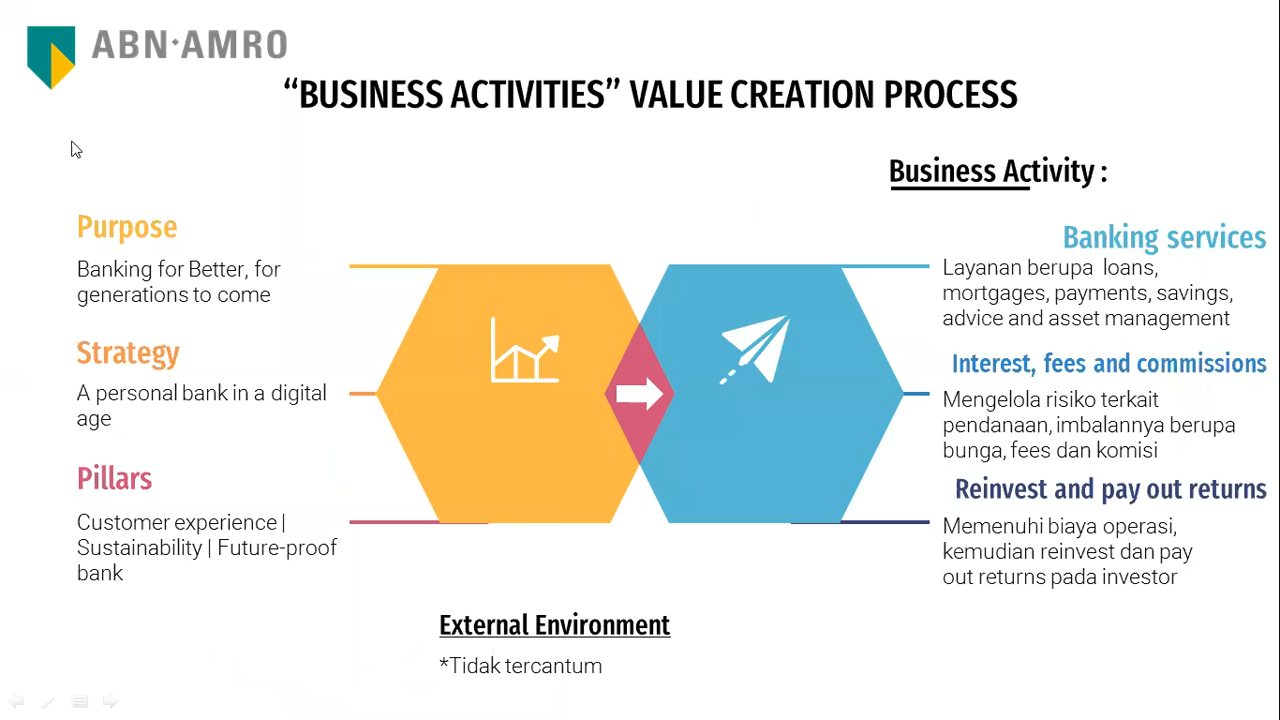 ABN·AMRO
“BUSINESS ACTIVITIES” VALUE CREATION PROCESS
Business Activity :
Purpose
Banking for Better, for
generations to come
Strategy
A personal bank in a digital
age
Pillars
Customer experience |
Sustainability | Future-proof
bank
Banking services
Layanan berupa loans,
mortgages, payments, savings,
advice and asset management
Interest, fees and commissions
Mengelola risiko terkait
pendanaan, imbalannya berupa
bunga, fees dan komisi
Reinvest and pay out returns
Memenuhi biaya operasi,
kemudian reinvest dan pay
out returns pada investor
External Environment
*Tidak tercantum